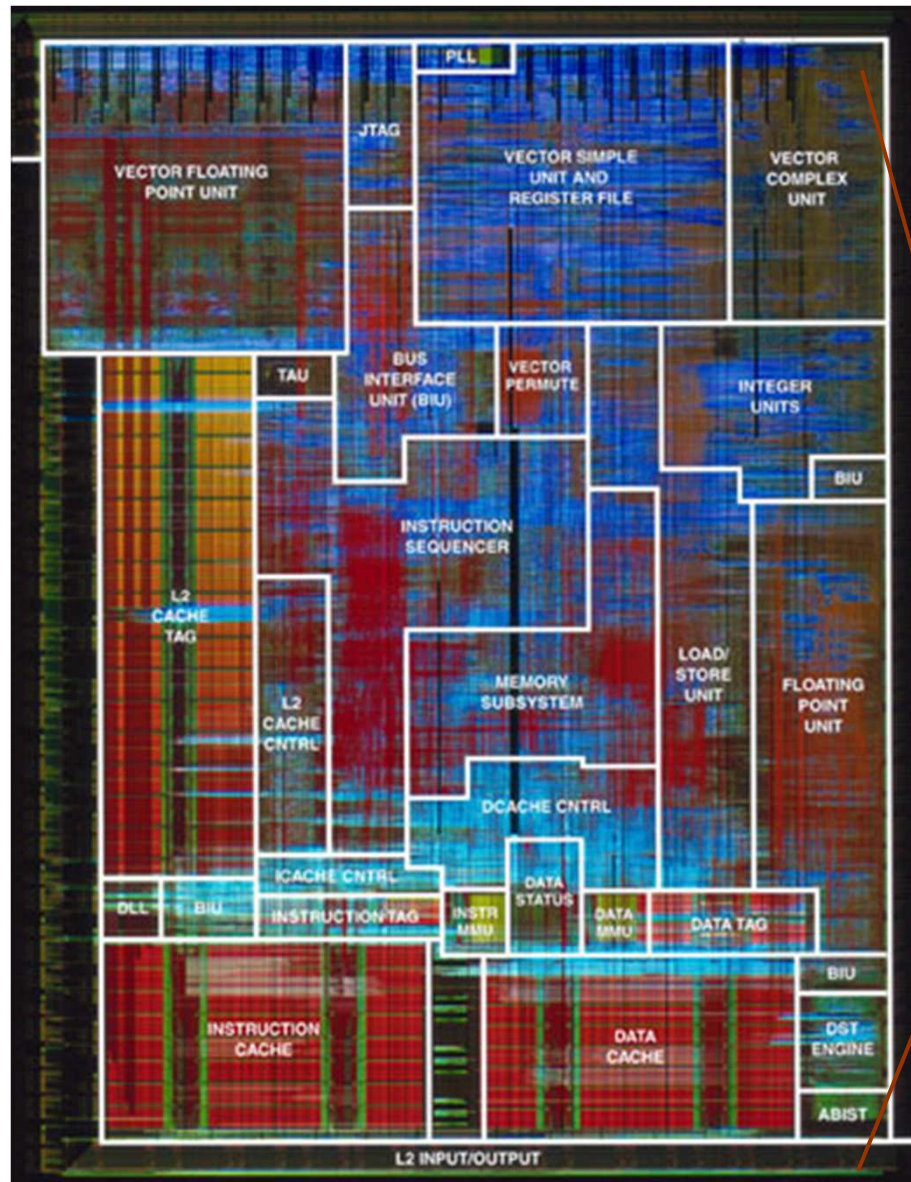 PLL
JTAG
VECTOR FLOATING
POINT UNIT
VECTOR SIMPLE
UNIT AND
REGISTER FILE
VECTOR
COMPLEX
UNIT
TAU
BUS
INTERFACE
UNIT (BIU)
VECTOR
PERMUTE
INTEGER
UNITS
BIU
INSTRUCTION
SEQUENCER
L2
CACHE
TAG
L2
CACHE
CNTRL
MEMORY
SUBSYSTEM
LOAD/
STORE
UNIT
FLOATING
POINT
UNIT
DCACHE CNTRL
ICACHE CNTRL
DLL
BIU
INSTRUCTION TAG
INSTR
MMU
DATA
STATUS
DATA
MMU
DATA TAG
INSTRUCTION
CACHE
DATA
CACHE
BIU
DST
ENGINE
ABIST
L2 INPUT/OUTPUT